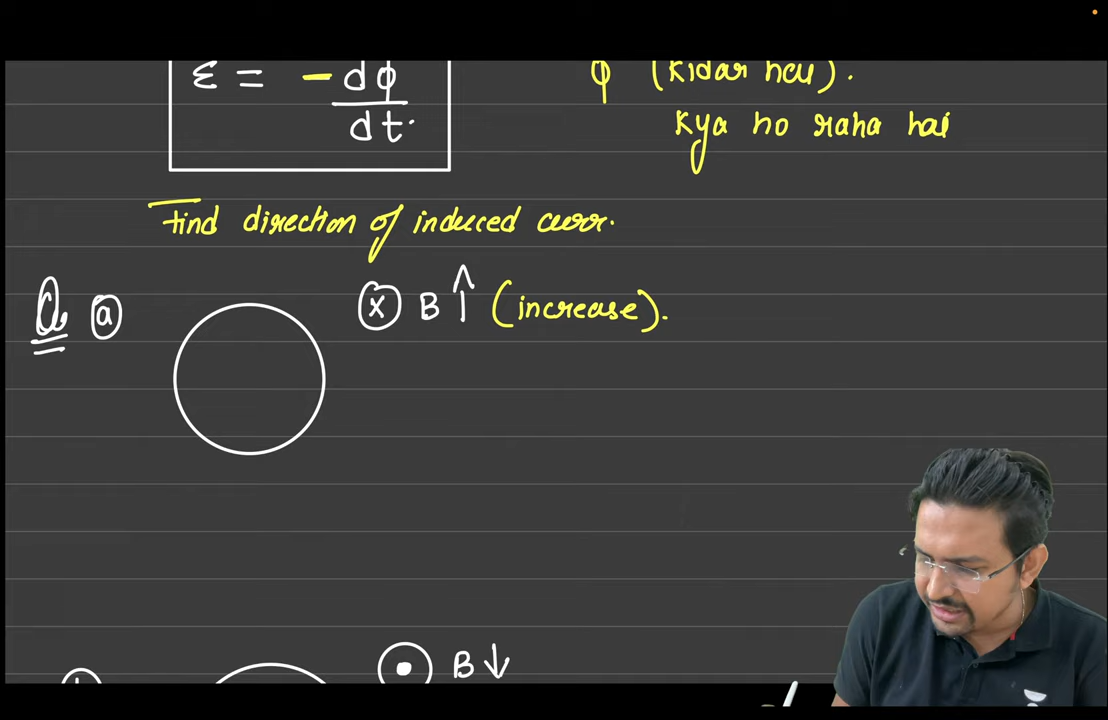 ε = - dϕ
dt.
ϕ (kidar hai).
kya ho raha hai
Find direction of induced curr.
Q a
x B ↑ (increase).
B ↓